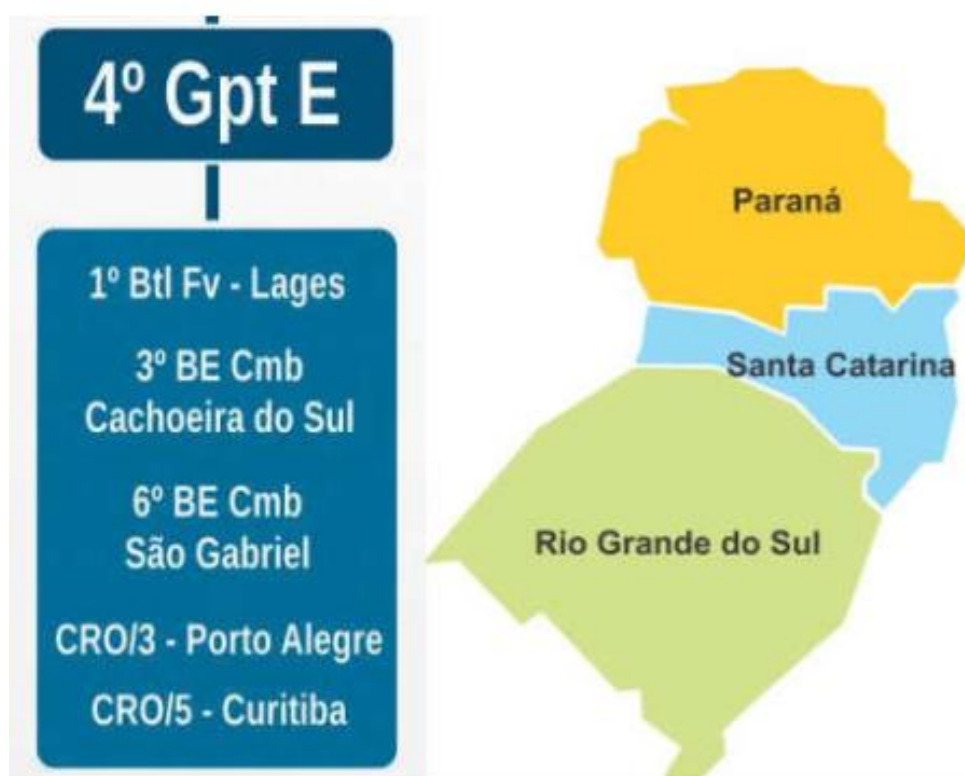 4º Gpt E
1º Btl Fv - Lages
3º BE Cmb
Cachoeira do Sul
6º BE Cmb
São Gabriel
CRO/3 - Porto Alegre
CRO/5 - Curitiba
Paraná
Santa Catarina
Rio Grande do Sul